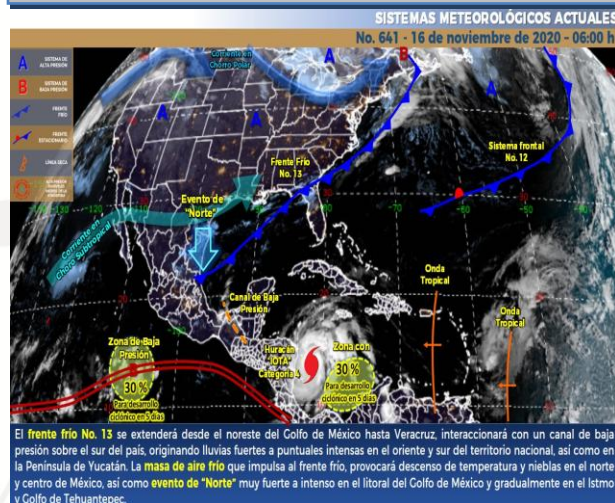 SISTEMAS METEOROLÓGICOS ACTUALES
No. 641 - 16 de noviembre de 2020 - 06:00 h
A SISTEMA DE ALTA PRESIÓN
B SISTEMA DE BAJA PRESIÓN
FRENTE FRÍO
FRENTE ESTACIONARIO
LINEA SECA
Corriente en
Chorro Polar
A
A
A
A
B
Frente Frío
No. 13
Sistema frontal
No. 12
Evento de
"Norte"
Corriente en
Chorro Subtropical
Canal de Baja
Presión
Onda
Tropical
Onda
Tropical
Zona de Baja
Presión
30 %
Para desarrollo
ciclónico en 5 días
Huracán
IOTA
Categoría 4
Zona con
30 %
Para desarrollo
ciclónico en 5 días
El frente frío No. 13 se extenderá desde el noreste del Golfo de México hasta Veracruz, interaccionará con un canal de baja
presión sobre el sur del país, originando lluvias fuertes a puntuales intensas en el oriente y sur del territorio nacional, así como en
la Península de Yucatán. La masa de aire frío que impulsa al frente frío, provocará descenso de temperatura y nieblas en el norte
y centro de México, así como evento de "Norte" muy fuerte a intenso en el litoral del Golfo de México y gradualmente en el Istmo
y Golfo de Tehuantepec.